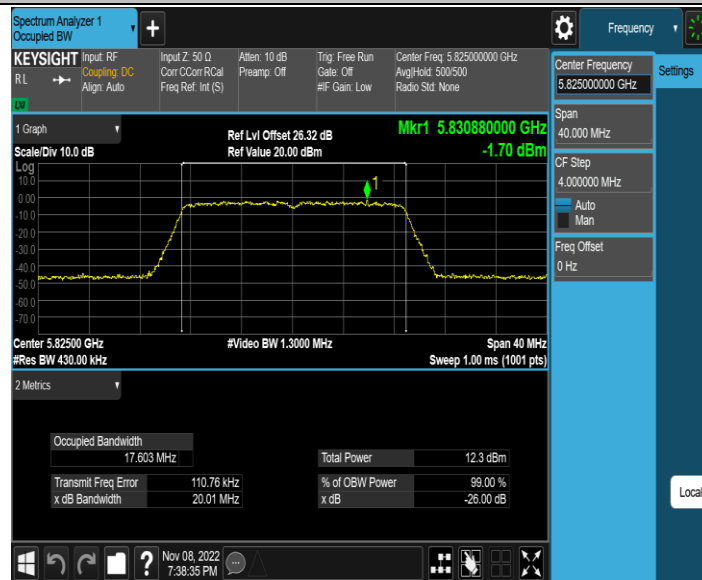 Spectrum Analyzer 1
Occupied BW
+
Frequency
KEYSIGHT
R L
Input: RF
Coupling: DC
Align: Auto
Input Z: 50 Ω
Corr CCorr RCal
Freq Ref: Int (S)
Atten: 10 dB
Preamp: Off
Trig: Free Run
Gate: Off
#IF Gain: Low
Center Freq: 5.825000000 GHz
Avg|Hold: 500/500
Radio Std: None
Center Frequency
5.825000000 GHz
Settings
Span
40.000 MHz
CF Step
4.000000 MHz
Auto
Man
Freq Offset
0 Hz
1 Graph
Scale/Div 10.0 dB
Ref Lvl Offset 26.32 dB
Ref Value 20.00 dBm
Mkr1 5.830880000 GHz
-1.70 dBm
Log
10.0
0.00
-10.0
-20.0
-30.0
-40.0
-50.0
-60.0
-70.0
1
Center 5.82500 GHz
#Video BW 1.3000 MHz
Span 40 MHz
#Res BW 430.00 kHz
Sweep 1.00 ms (1001 pts)
2 Metrics
Occupied Bandwidth
17.603 MHz
Total Power 12.3 dBm
Transmit Freq Error 110.76 kHz
% of OBW Power 99.00 %
x dB Bandwidth 20.01 MHz
x dB -26.00 dB
Local
?
Nov 08, 2022
7:38:35 PM